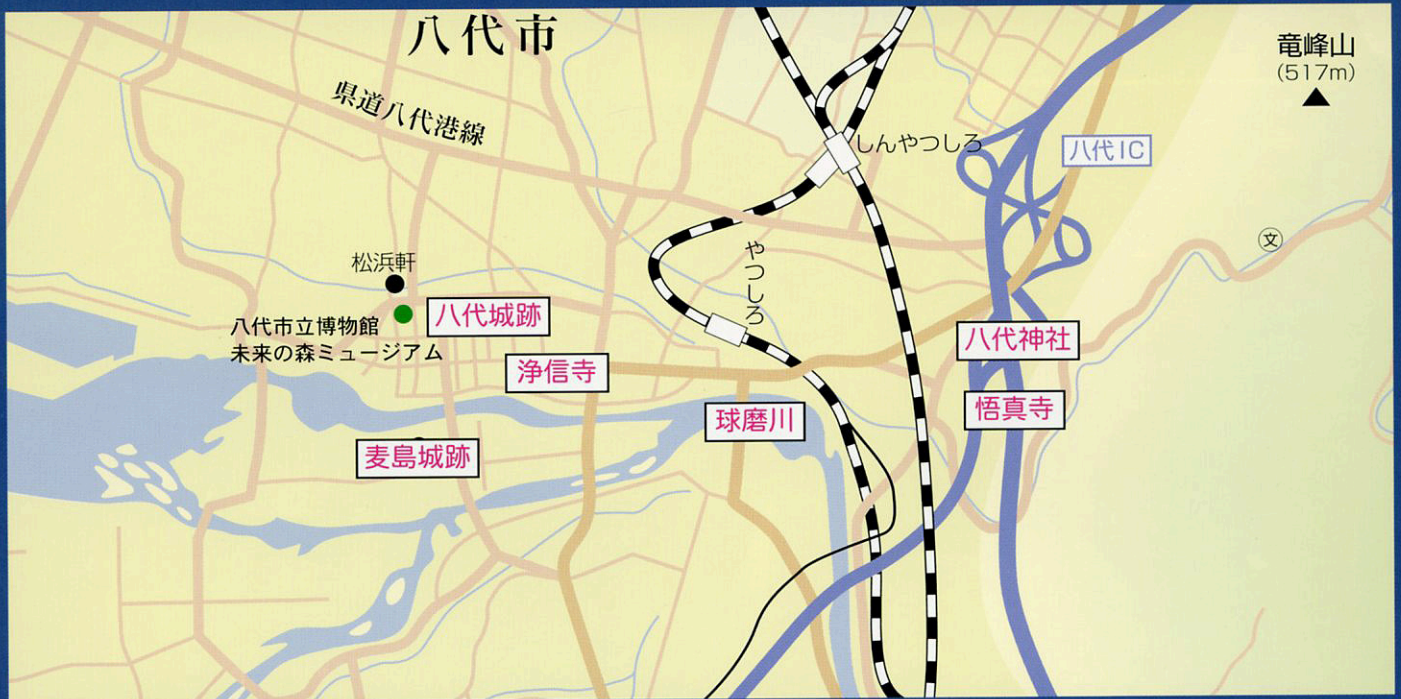 八代市
竜峰山
(517m)
県道八代港線
しんやつしろ
八代IC
文
やつしろ
松浜軒
八代城跡
八代市立博物館
未来の森ミュージアム
八代神社
浄信寺
悟真寺
球磨川
麦島城跡